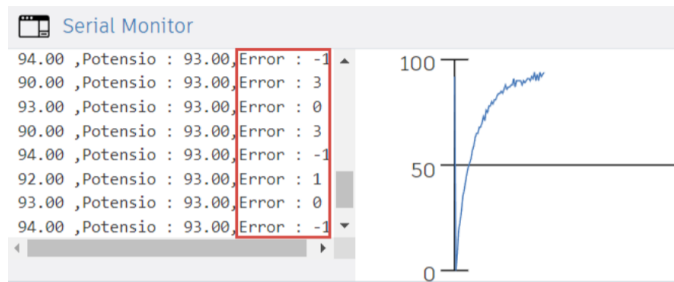 Serial Monitor
94.00 ,Potensio : 93.00,Error : -1
90.00 ,Potensio : 93.00,Error : 3
93.00 ,Potensio : 93.00,Error : 0
90.00 ,Potensio : 93.00,Error : 3
94.00 ,Potensio : 93.00,Error : -1
92.00 ,Potensio : 93.00,Error : 1
93.00 ,Potensio : 93.00,Error : 0
94.00 ,Potensio : 93.00,Error : -1
100
50
0